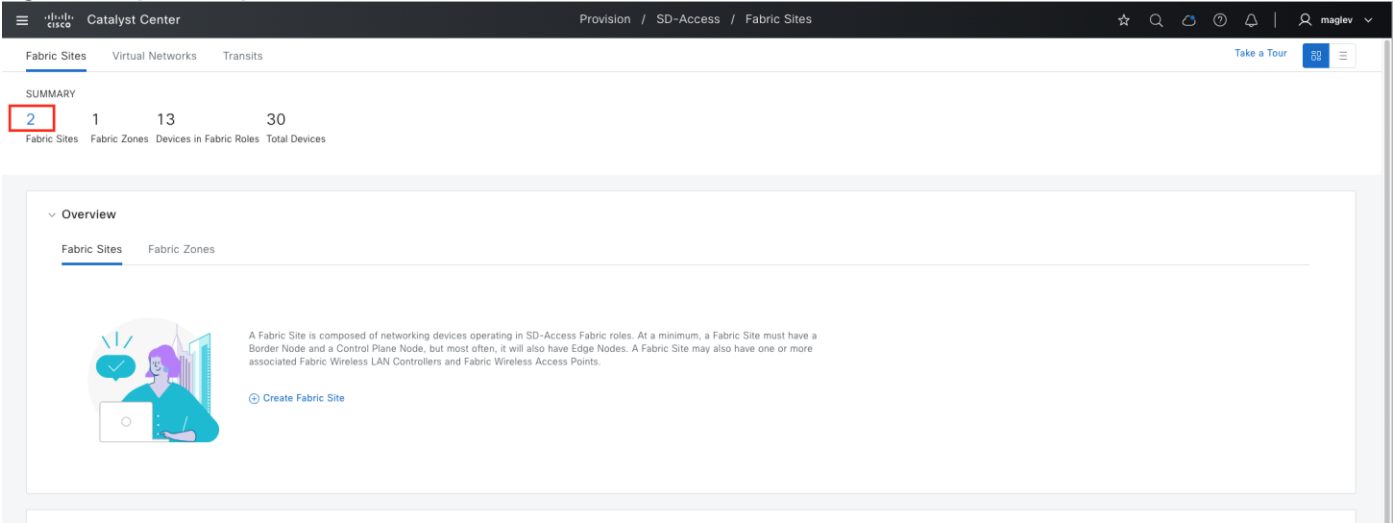 cisco Catalyst Center
Provision / SD-Access / Fabric Sites
maglev
Fabric Sites Virtual Networks Transits
Take a Tour
SUMMARY
2 1 13 30
Fabric Sites Fabric Zones Devices in Fabric Roles Total Devices
Overview
Fabric Sites Fabric Zones
A Fabric Site is composed of networking devices operating in SD-Access Fabric roles. At a minimum, a Fabric Site must have a
Border Node and a Control Plane Node, but most often, it will also have Edge Nodes. A Fabric Site may also have one or more
associated Fabric Wireless LAN Controllers and Fabric Wireless Access Points.
Create Fabric Site